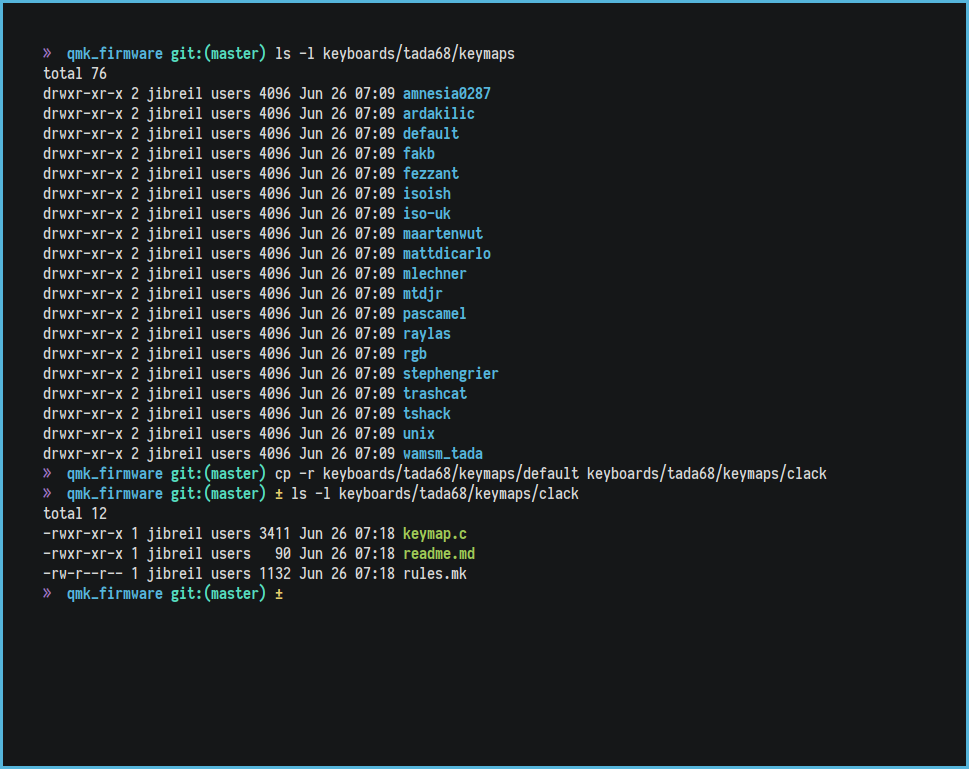 »  qmk_firmware git:(master) ls -l keyboards/tada68/keymaps
total 76
drwxr-xr-x 2 jibreil users 4096 Jun 26 07:09 amnesia0287
drwxr-xr-x 2 jibreil users 4096 Jun 26 07:09 ardakilic
drwxr-xr-x 2 jibreil users 4096 Jun 26 07:09 default
drwxr-xr-x 2 jibreil users 4096 Jun 26 07:09 fakb
drwxr-xr-x 2 jibreil users 4096 Jun 26 07:09 fezzant
drwxr-xr-x 2 jibreil users 4096 Jun 26 07:09 isoish
drwxr-xr-x 2 jibreil users 4096 Jun 26 07:09 iso-uk
drwxr-xr-x 2 jibreil users 4096 Jun 26 07:09 maartenwut
drwxr-xr-x 2 jibreil users 4096 Jun 26 07:09 mattdicarlo
drwxr-xr-x 2 jibreil users 4096 Jun 26 07:09 mlechner
drwxr-xr-x 2 jibreil users 4096 Jun 26 07:09 mtdjr
drwxr-xr-x 2 jibreil users 4096 Jun 26 07:09 pascamel
drwxr-xr-x 2 jibreil users 4096 Jun 26 07:09 raylas
drwxr-xr-x 2 jibreil users 4096 Jun 26 07:09 rgb
drwxr-xr-x 2 jibreil users 4096 Jun 26 07:09 stephengrier
drwxr-xr-x 2 jibreil users 4096 Jun 26 07:09 trashcat
drwxr-xr-x 2 jibreil users 4096 Jun 26 07:09 tshack
drwxr-xr-x 2 jibreil users 4096 Jun 26 07:09 unix
drwxr-xr-x 2 jibreil users 4096 Jun 26 07:09 wamsm_tada
»  qmk_firmware git:(master) cp -r keyboards/tada68/keymaps/default keyboards/tada68/keymaps/clack
»  qmk_firmware git:(master) ± ls -l keyboards/tada68/keymaps/clack
total 12
-rwxr-xr-x 1 jibreil users 3411 Jun 26 07:18 keymap.c
-rwxr-xr-x 1 jibreil users   90 Jun 26 07:18 readme.md
-rw-r--r-- 1 jibreil users 1132 Jun 26 07:18 rules.mk
»  qmk_firmware git:(master) ±